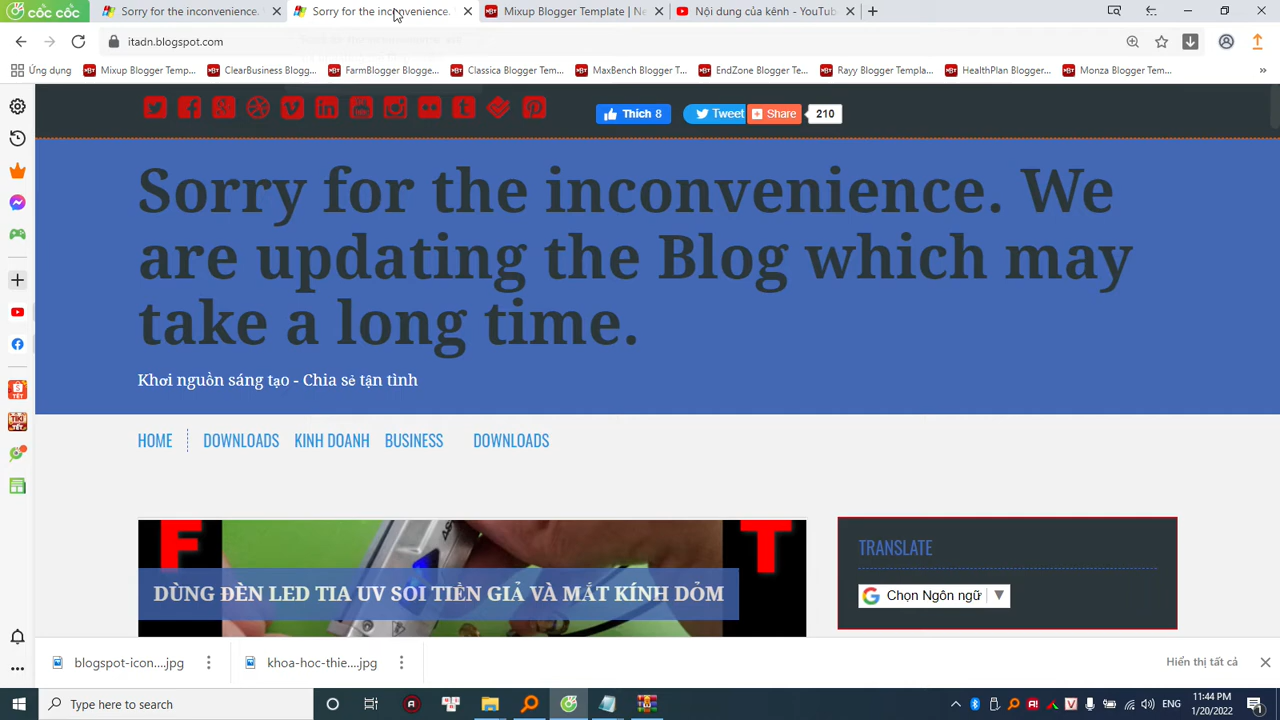 cốc cốc
Sorry for the inconvenience.
Sorry for the inconvenience.
Mixup Blogger Template | Ne
Nội dung của kênh - YouTub
itadn.blogspot.com
Ứng dụng
Mixup Blogger Temp...
ClearBusiness Blogg...
FarmBlogger Blogge...
Classica Blogger Tem...
MaxBench Blogger T...
EndZone Blogger Te...
Rayy Blogger Templa...
HealthPlan Blogger...
Monza Blogger Tem...
Thích 8
Tweet
Share
210
Sorry for the inconvenience. We
are updating the Blog which may
take a long time.
Khơi nguồn sáng tạo - Chia sẻ tận tình
HOME
DOWNLOADS
KINH DOANH
BUSINESS
DOWNLOADS
F
T
DÙNG ĐÈN LED TIA UV SOI TIỀN GIẢ VÀ MẮT KÍNH DỎM
TRANSLATE
Chọn Ngôn ngữ
blogspot-icon....jpg
khoa-hoc-thie....jpg
Hiển thị tất cả
Type here to search
ENG
11:44 PM
1/20/2022